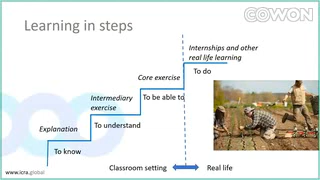 COWON
Learning in steps
Internships and other
real life learning
To do
Core exercise
To be able to
Intermediary
exercise
To understand
Explanation
To know
Classroom setting
Real life
www.icra.global